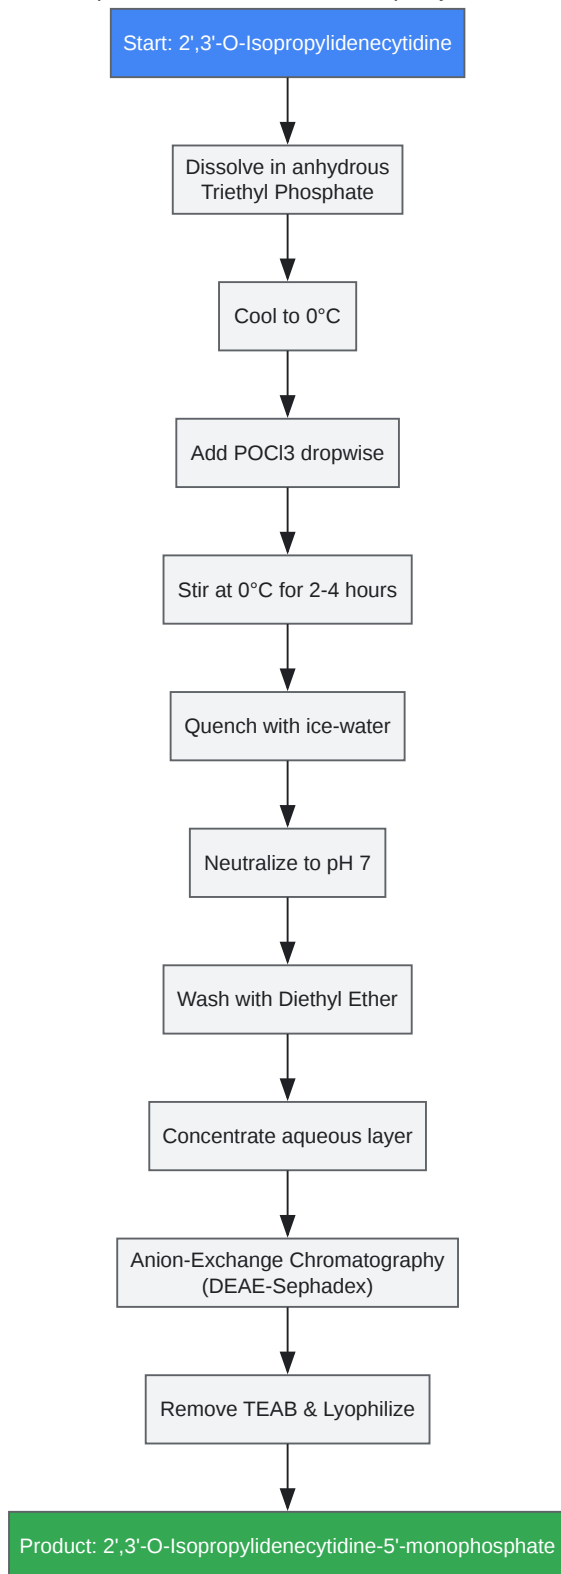 Start: 2',3'-O-Isopropylidenecytidine
Dissolve in anhydrous
Triethyl Phosphate
Cool to 0°C
Add POCl3 dropwise
Stir at 0°C for 2-4 hours
Quench with ice-water
Neutralize to pH 7
Wash with Diethyl Ether
Concentrate aqueous layer
Anion-Exchange Chromatography
(DEAE-Sephadex)
Remove TEAB & Lyophilize
Product: 2',3'-O-Isopropylidenecytidine-5'-monophosphate